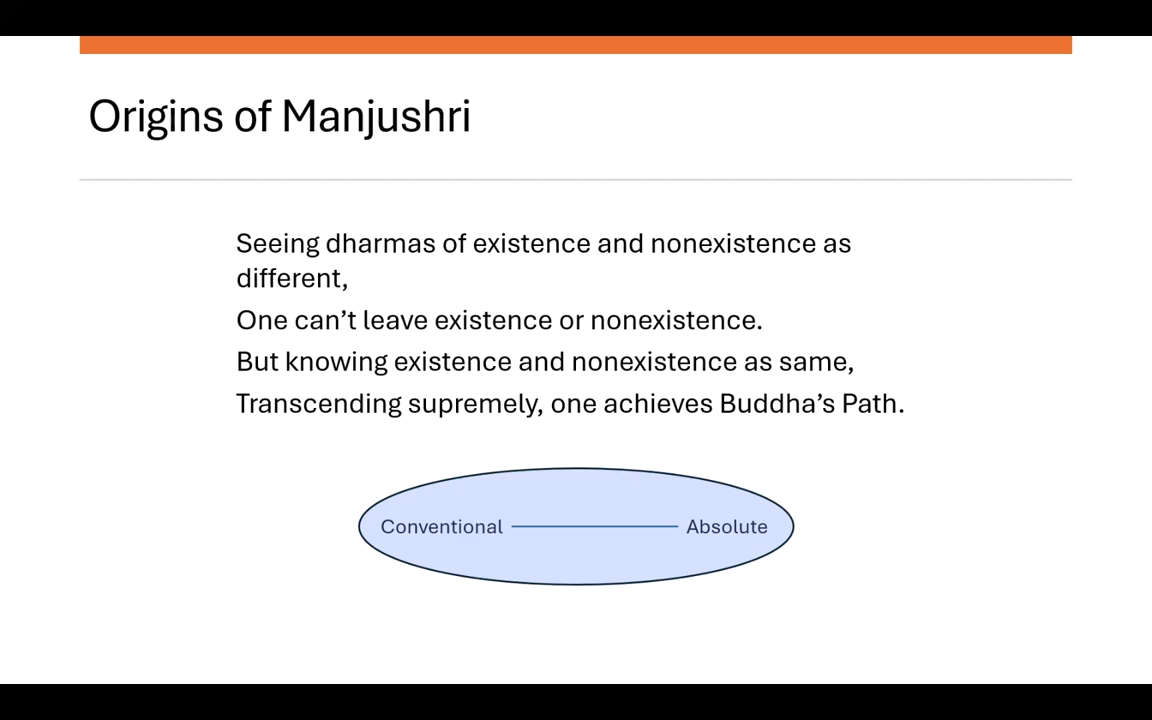 Origins of Manjushri
Seeing dharmas of existence and nonexistence as
different,
One can’t leave existence or nonexistence.
But knowing existence and nonexistence as same,
Transcending supremely, one achieves Buddha’s Path.
Conventional
Absolute